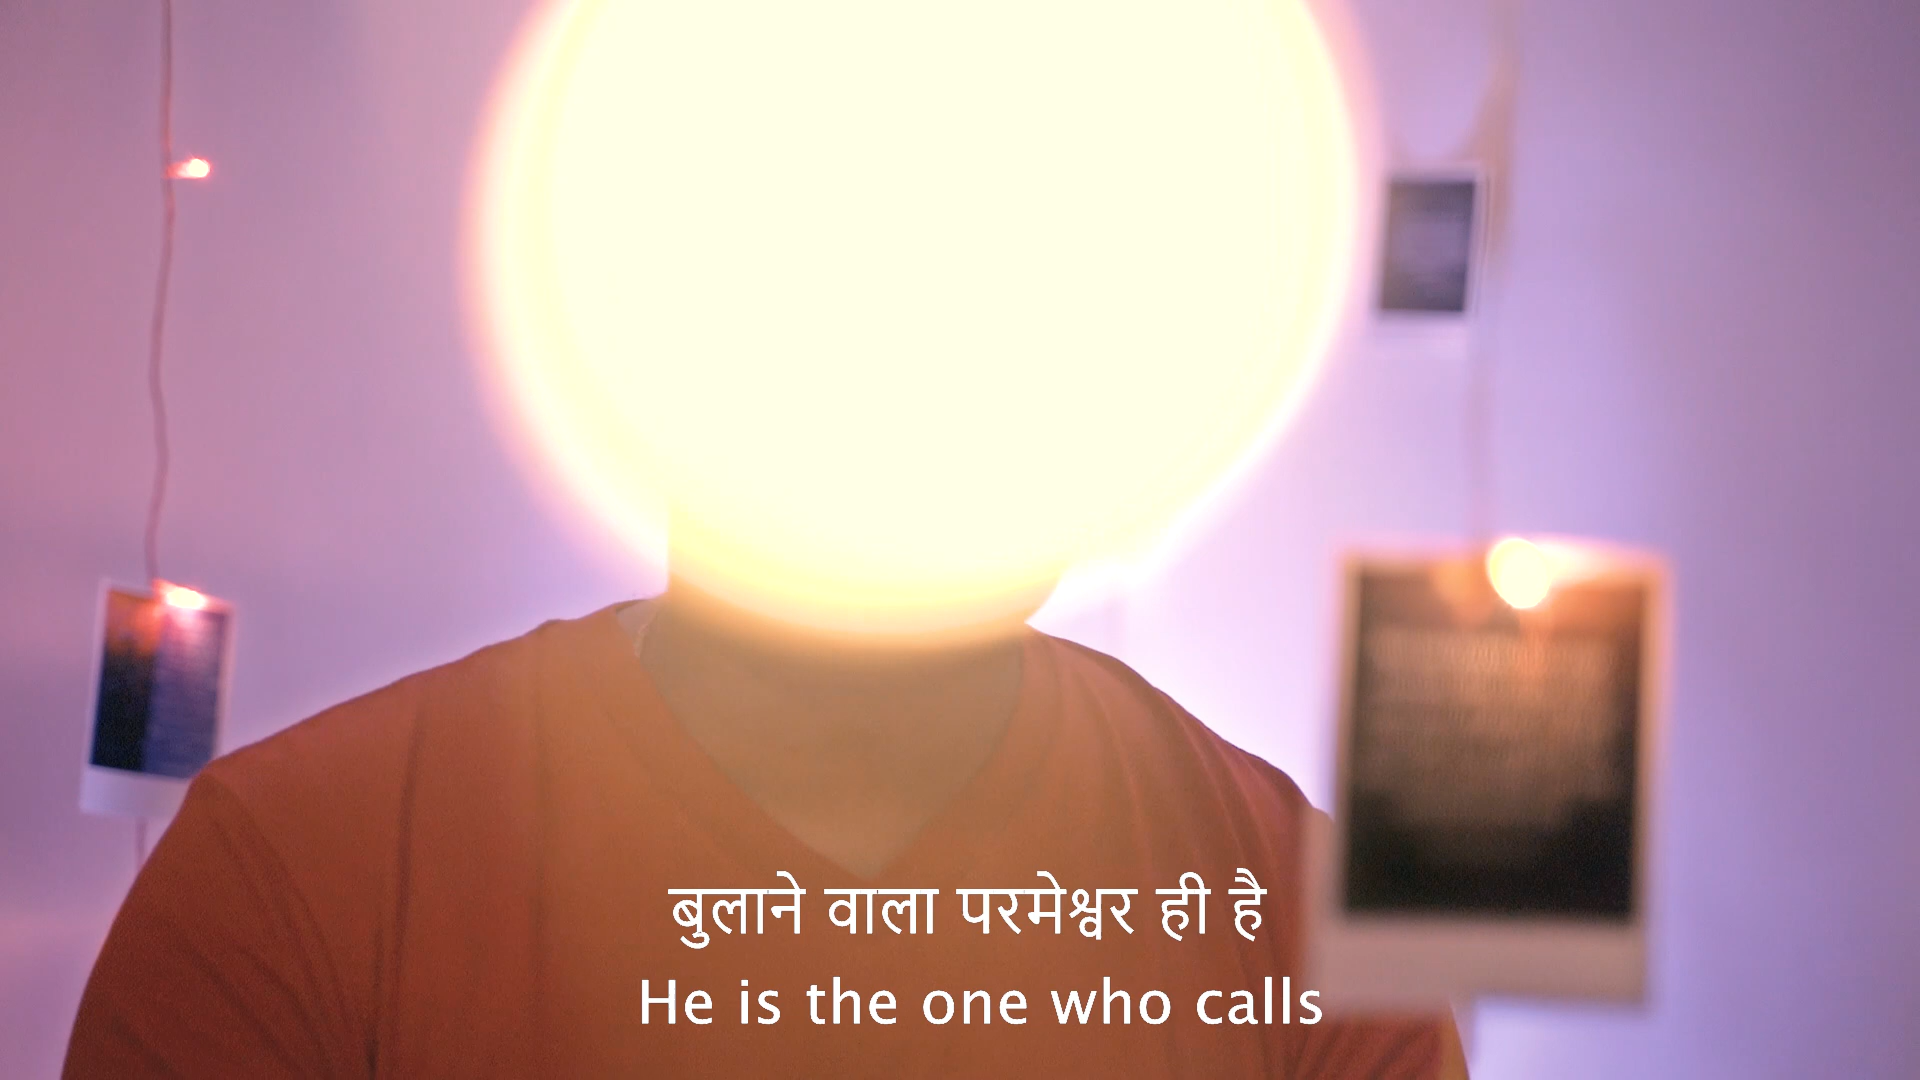 बुलाने वाला परमेश्वर ही है
He is the one who calls